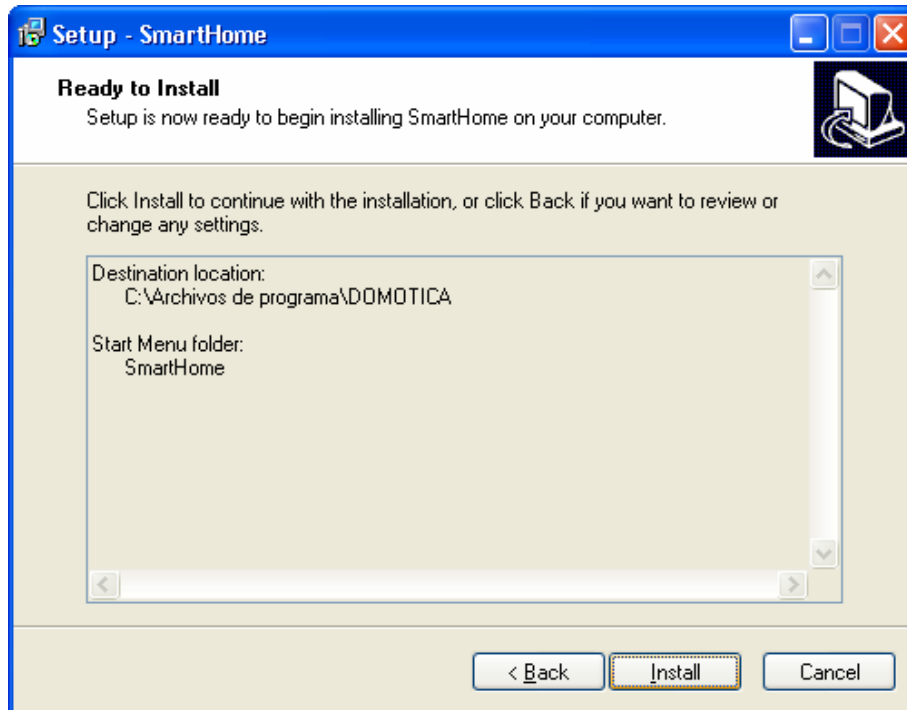 Setup - SmartHome
Ready to Install
Setup is now ready to begin installing SmartHome on your computer.
Click Install to continue with the installation, or click Back if you want to review or
change any settings.
Destination location:
C:\Archivos de programa\DOMOTICA
Start Menu folder:
SmartHome
< Back
Install
Cancel